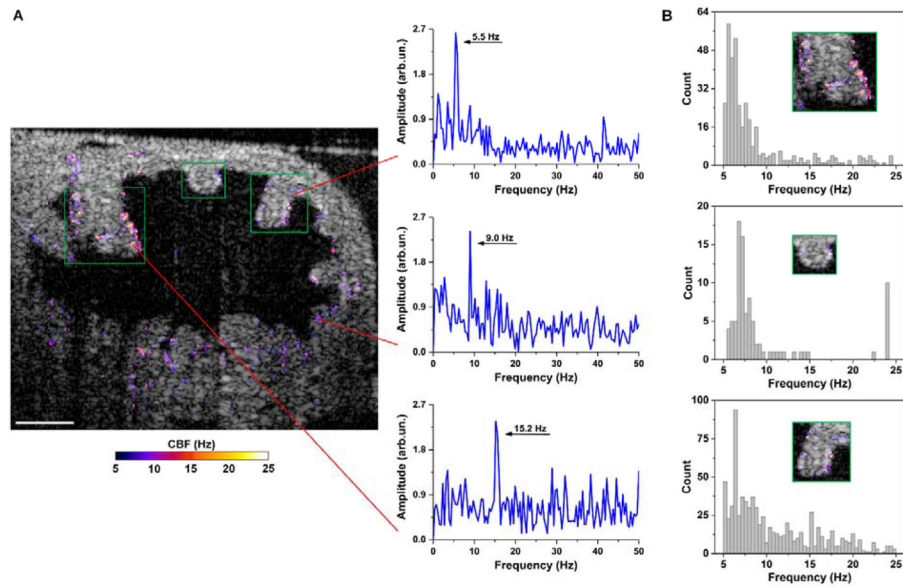 A
CBF (Hz)
5 10 15 20 25
Amplitude (arb.un.)
2.7
1.8
0.9
0.0
5.5 Hz
0 10 20 30 40 50
Frequency (Hz)
Amplitude (arb.un.)
2.7
1.8
0.9
0.0
9.0 Hz
0 10 20 30 40 50
Frequency (Hz)
Amplitude (arb.un.)
2.7
1.8
0.9
0.0
15.2 Hz
0 10 20 30 40 50
Frequency (Hz)
B
Count
64
48
32
16
0
5 10 15 20 25
Frequency (Hz)
Count
20
15
10
5
0
5 10 15 20 25
Frequency (Hz)
Count
100
75
50
25
0
5 10 15 20 25
Frequency (Hz)